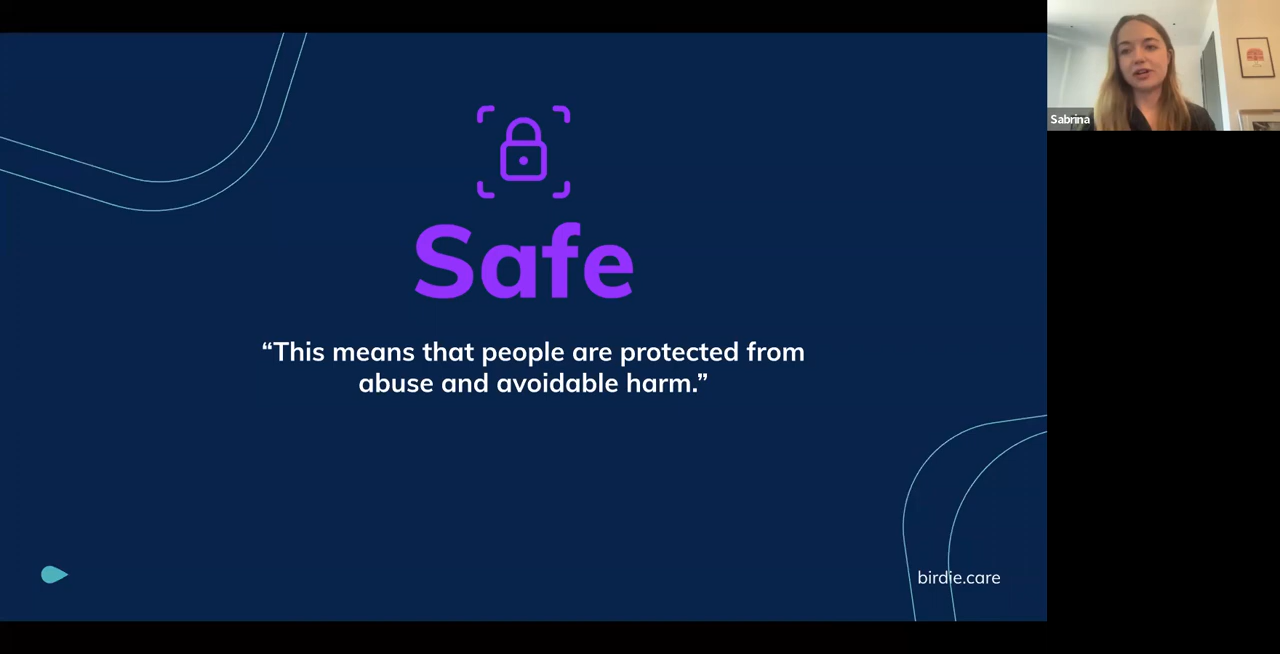 Safe
“This means that people are protected from
abuse and avoidable harm.”
birdie.care
Sabrina